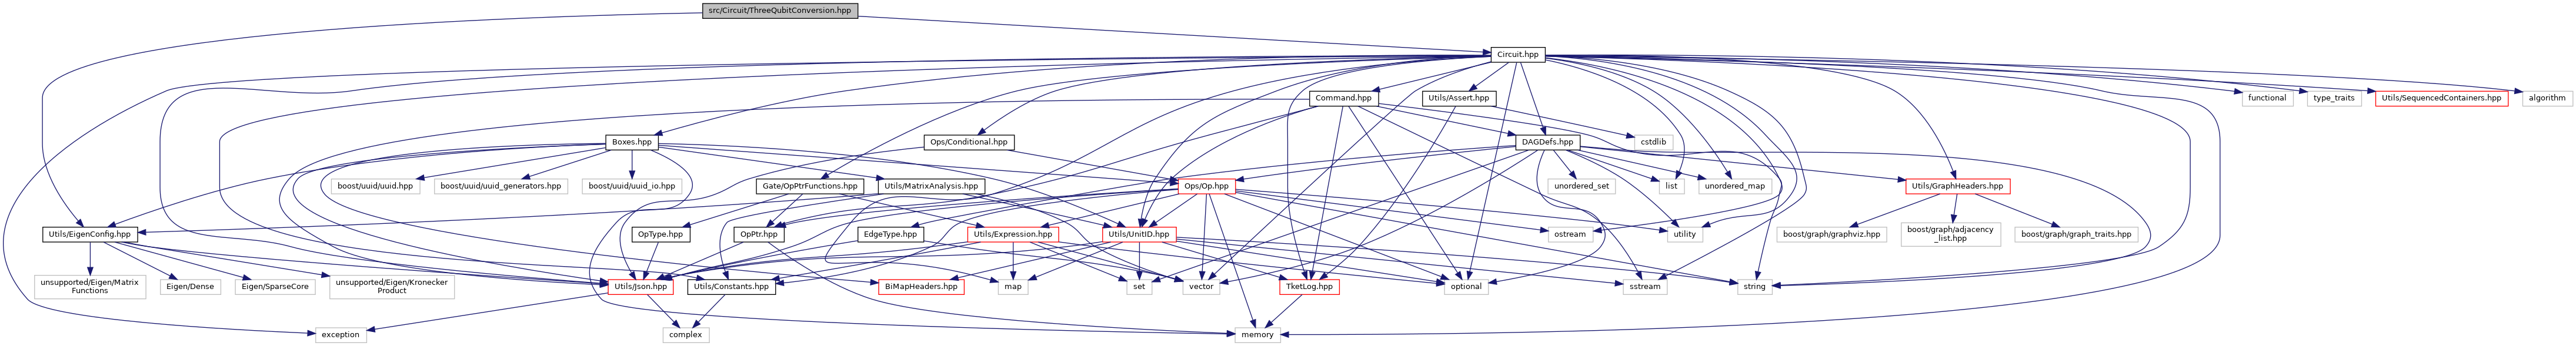 src/Circuit/ThreeQubitConversion.hpp
Circuit.hpp
Command.hpp
Utils/Assert.hpp
functional
type_traits
Utils/SequencedContainers.hpp
algorithm
Boxes.hpp
Ops/Conditional.hpp
DAGDefs.hpp
cstdlib
boost/uuid/uuid.hpp
boost/uuid/uuid_generators.hpp
boost/uuid/uuid_io.hpp
Gate/OpPtrFunctions.hpp
Utils/MatrixAnalysis.hpp
Ops/Op.hpp
unordered_set
list
unordered_map
Utils/GraphHeaders.hpp
Utils/EigenConfig.hpp
OpType.hpp
OpPtr.hpp
EdgeType.hpp
Utils/Expression.hpp
Utils/UnitID.hpp
ostream
utility
boost/graph/graphviz.hpp
boost/graph/adjacency
_list.hpp
boost/graph/graph_traits.hpp
unsupported/Eigen/Matrix
Functions
Eigen/Dense
Eigen/SparseCore
unsupported/Eigen/Kronecker
Product
Utils/Json.hpp
Utils/Constants.hpp
BiMapHeaders.hpp
map
set
vector
TketLog.hpp
optional
sstream
string
exception
complex
memory